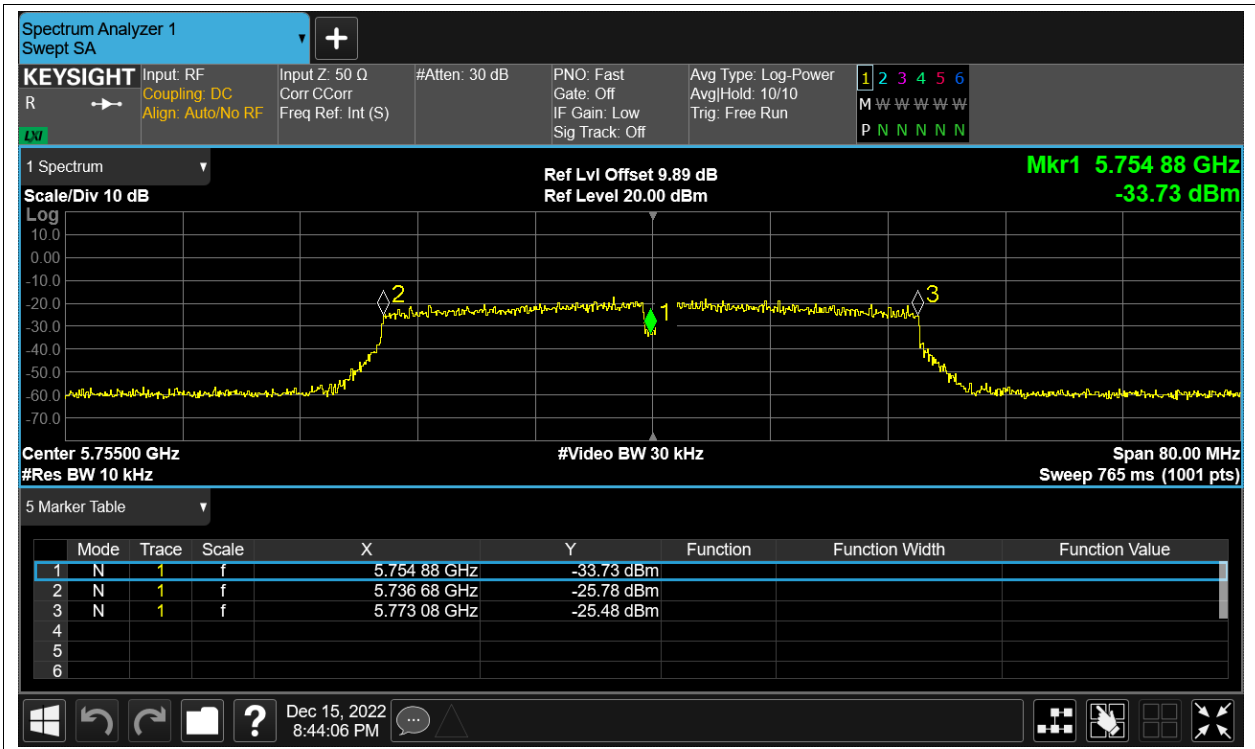 Spectrum Analyzer 1
Swept SA
KEYSIGHT
R
LXI
Input: RF
Coupling: DC
Align: Auto/No RF
Input Z: 50 Ω
Corr CCorr
Freq Ref: Int (S)
#Atten: 30 dB
PNO: Fast
Gate: Off
IF Gain: Low
Sig Track: Off
Avg Type: Log-Power
Avg|Hold: 10/10
Trig: Free Run
1 2 3 4 5 6
M W W W W W
P N N N N N
1 Spectrum
Scale/Div 10 dB
Ref Lvl Offset 9.89 dB
Ref Level 20.00 dBm
Mkr1 5.754 88 GHz
-33.73 dBm
Log
10.0
0.00
-10.0
-20.0
-30.0
-40.0
-50.0
-60.0
-70.0
2
1
3
Center 5.75500 GHz
#Video BW 30 kHz
Span 80.00 MHz
#Res BW 10 kHz
Sweep 765 ms (1001 pts)
5 Marker Table
Mode Trace Scale X Y Function Function Width Function Value
1 N 1 f 5.754 88 GHz -33.73 dBm
2 N 1 f 5.736 68 GHz -25.78 dBm
3 N 1 f 5.773 08 GHz -25.48 dBm
4
5
6
?
Dec 15, 2022
8:44:06 PM